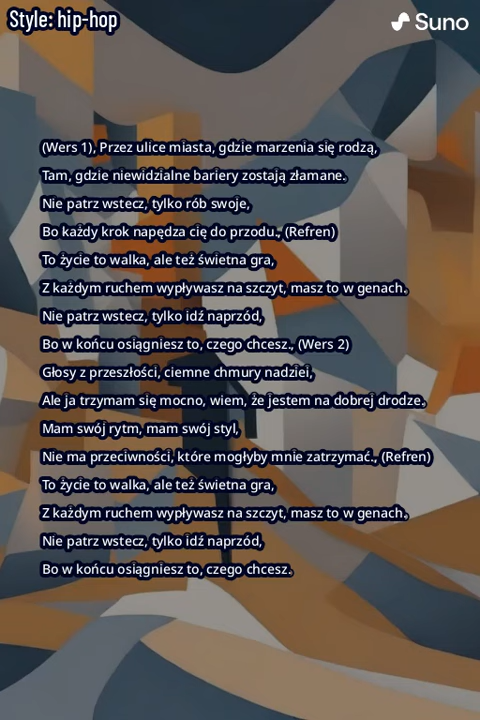 Style: hip-hop
Suno
(Wers 1), Przez ulice miasta, gdzie marzenia się rodzą,
Tam, gdzie niewidzialne bariery zostają złamane.
Nie patrz wstecz, tylko rób swoje,
Bo każdy krok napędza cię do przodu., (Refren)
To życie to walka, ale też świetna gra,
Z każdym ruchem wypływasz na szczyt, masz to w genach.
Nie patrz wstecz, tylko idź naprzód,
Bo w końcu osiągniesz to, czego chcesz., (Wers 2)
Głosy z przeszłości, ciemne chmury nadziei,
Ale ja trzymam się mocno, wiem, że jestem na dobrej drodze.
Mam swój rytm, mam swój styl,
Nie ma przeciwności, które mogłyby mnie zatrzymać., (Refren)
To życie to walka, ale też świetna gra,
Z każdym ruchem wypływasz na szczyt, masz to w genach.
Nie patrz wstecz, tylko idź naprzód,
Bo w końcu osiągniesz to, czego chcesz.